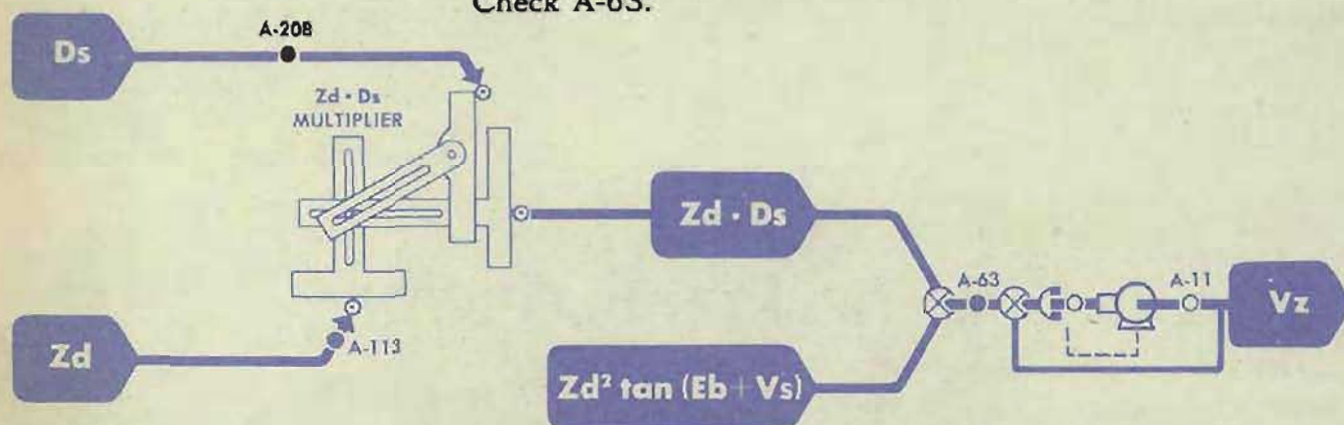 Check A-63.
A-208
Ds
Zd · Ds
MULTIPLIER
Zd · Ds
A-63
A-11
Vz
A-113
Zd
Zd² tan (Eb + Vs)